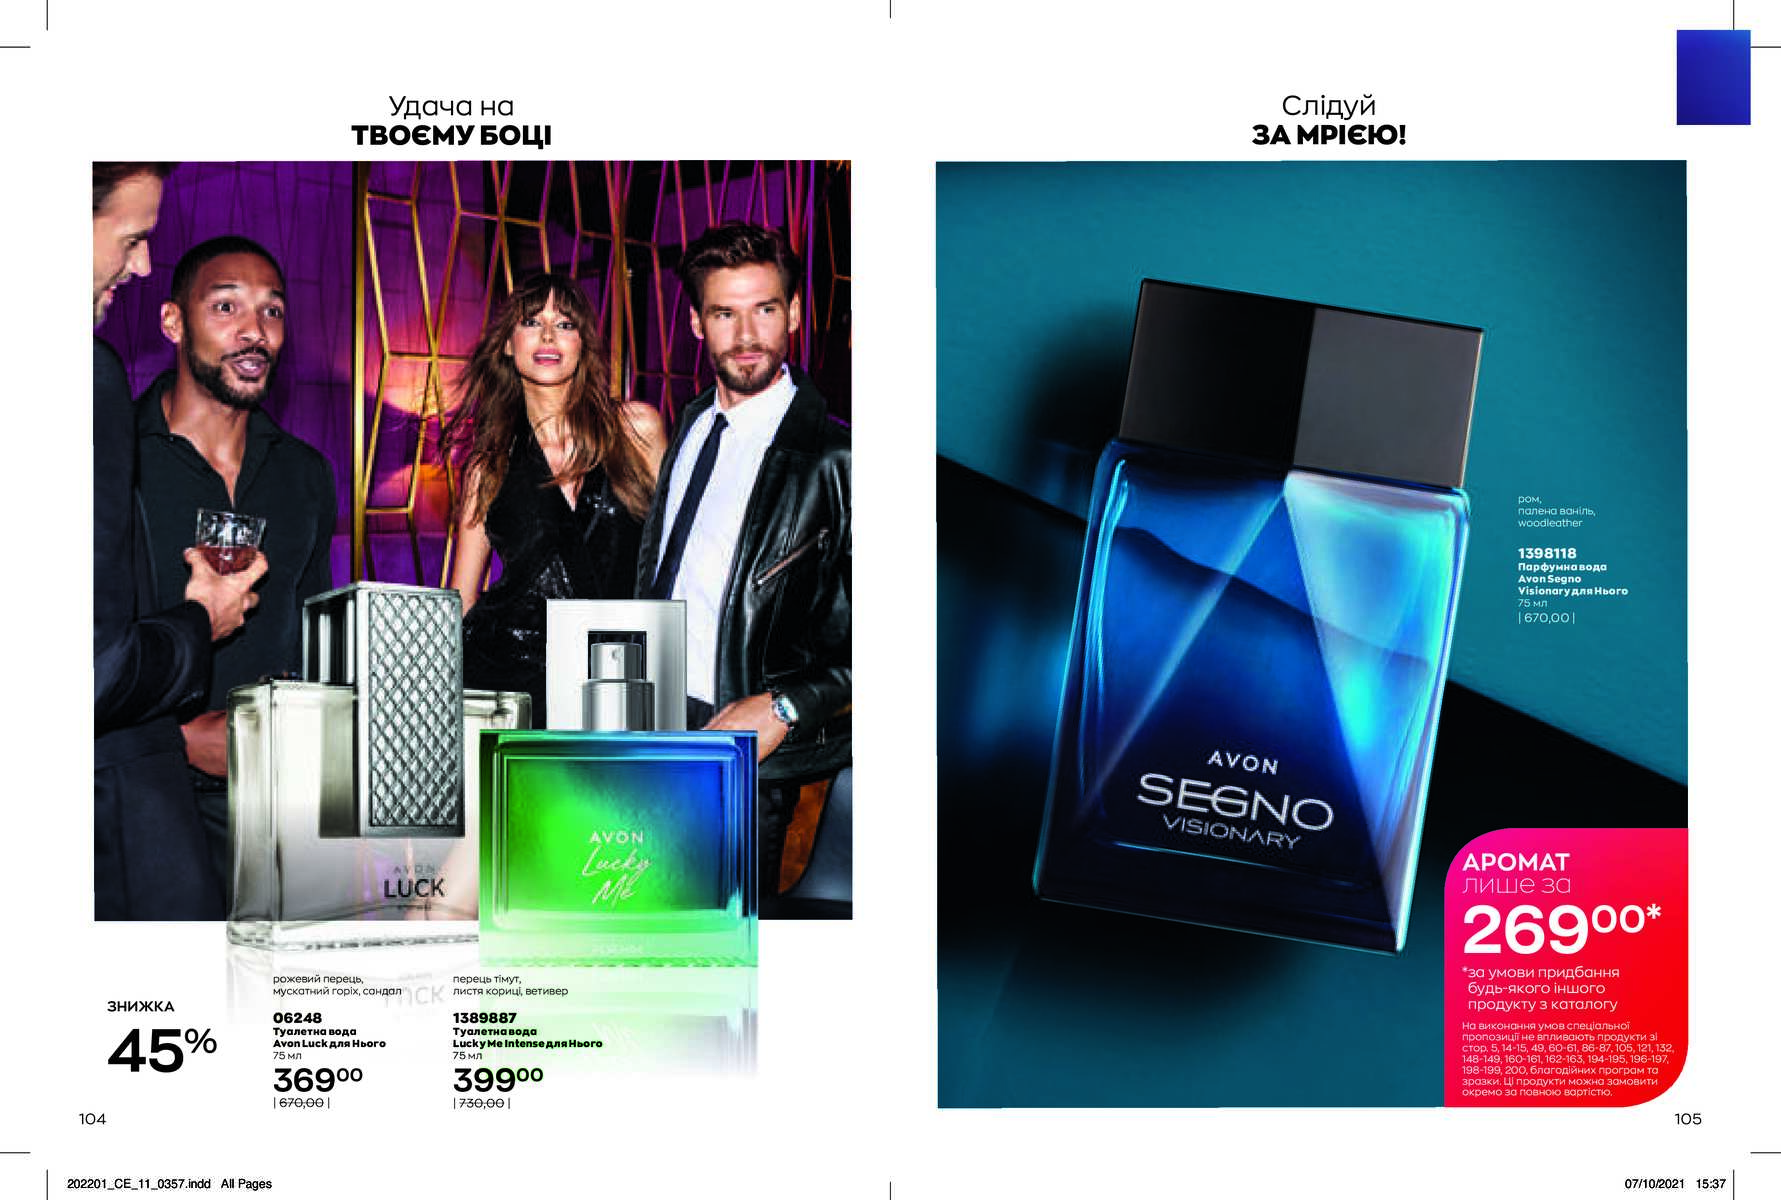 Удача на
ТВОЄМУ БОЦІ
AVON
LUCK
AVON
Lucky
Me
ЗНИЖКА
45%
рожевий перець,
мускатний горіх, сандал
06248
Туалетна вода
Avon Luck для Нього
75 мл
369⁰⁰
| 670,00 |
перець тімут,
листя кориці, ветивер
1389887
Туалетна вода
Lucky Me Intense для Нього
75 мл
399⁰⁰
| 730,00 |
104
Слідуй
ЗА МРІЄЮ!
AVON
SEGNO
VISIONARY
ром,
палена ваніль,
woodleather
1398118
Парфумна вода
Avon Segno
Visionary для Нього
75 мл
| 670,00 |
АРОМАТ
лише за
269⁰⁰*
*за умови придбання
будь-якого іншого
продукту з каталогу
На виконання умов спеціальної
пропозиції не впливають продукти зі
стор. 5, 14-15, 49, 60-61, 86-87, 105, 121, 132,
148-149, 160-161, 162-163, 194-195, 196-197,
198-199, 200, благодійних програм та
зразки. Ці продукти можна замовити
окремо за повною вартістю.
105
202201_CE_11_0357.indd   All Pages
07/10/2021   15:37